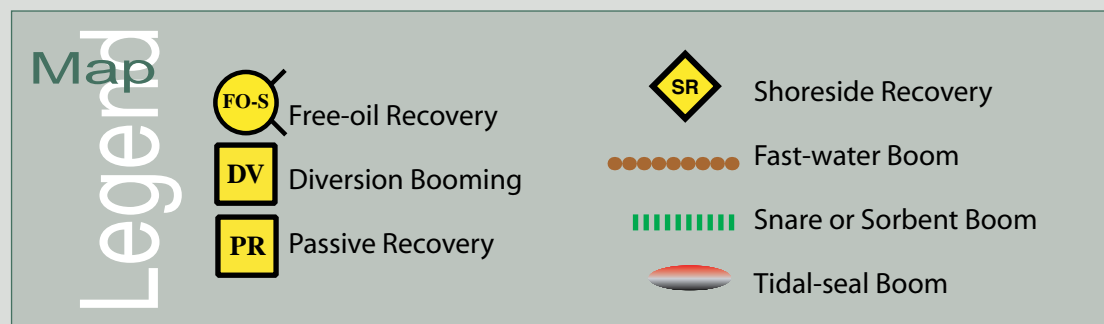 Map
Legend
FO-S Free-oil Recovery
DV Diversion Booming
PR Passive Recovery
SR Shoreside Recovery
Fast-water Boom
Snare or Sorbent Boom
Tidal-seal Boom